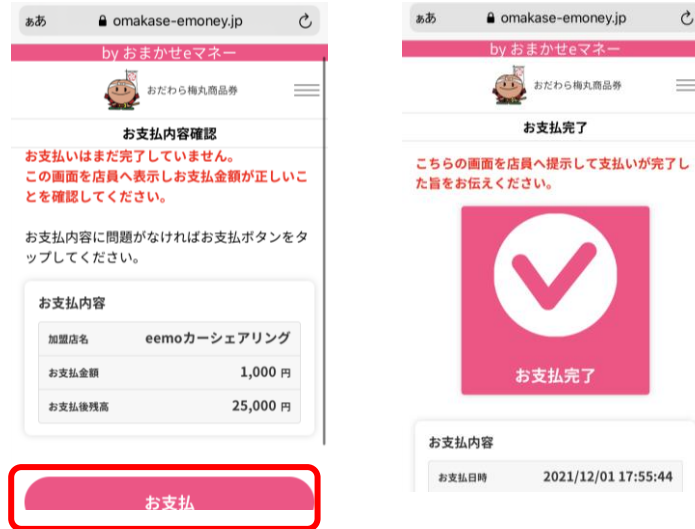 ああ omakase-emoney.jp
by おまかせeマネー
おだわら梅丸商品券
お支払内容確認
お支払いはまだ完了していません。
この画面を店員へ表示しお支払金額が正しいこ
とを確認してください。
お支払内容に問題がなければお支払ボタンをタ
ップしてください。
お支払内容
加盟店名 eemoカーシェアリング
お支払金額 1,000 円
お支払後残高 25,000 円
お支払
ああ omakase-emoney.jp
by おまかせeマネー
おだわら梅丸商品券
お支払完了
こちらの画面を店員へ提示して支払いが完了し
た旨をお伝えください。
お支払完了
お支払内容
お支払日時 2021/12/01 17:55:44